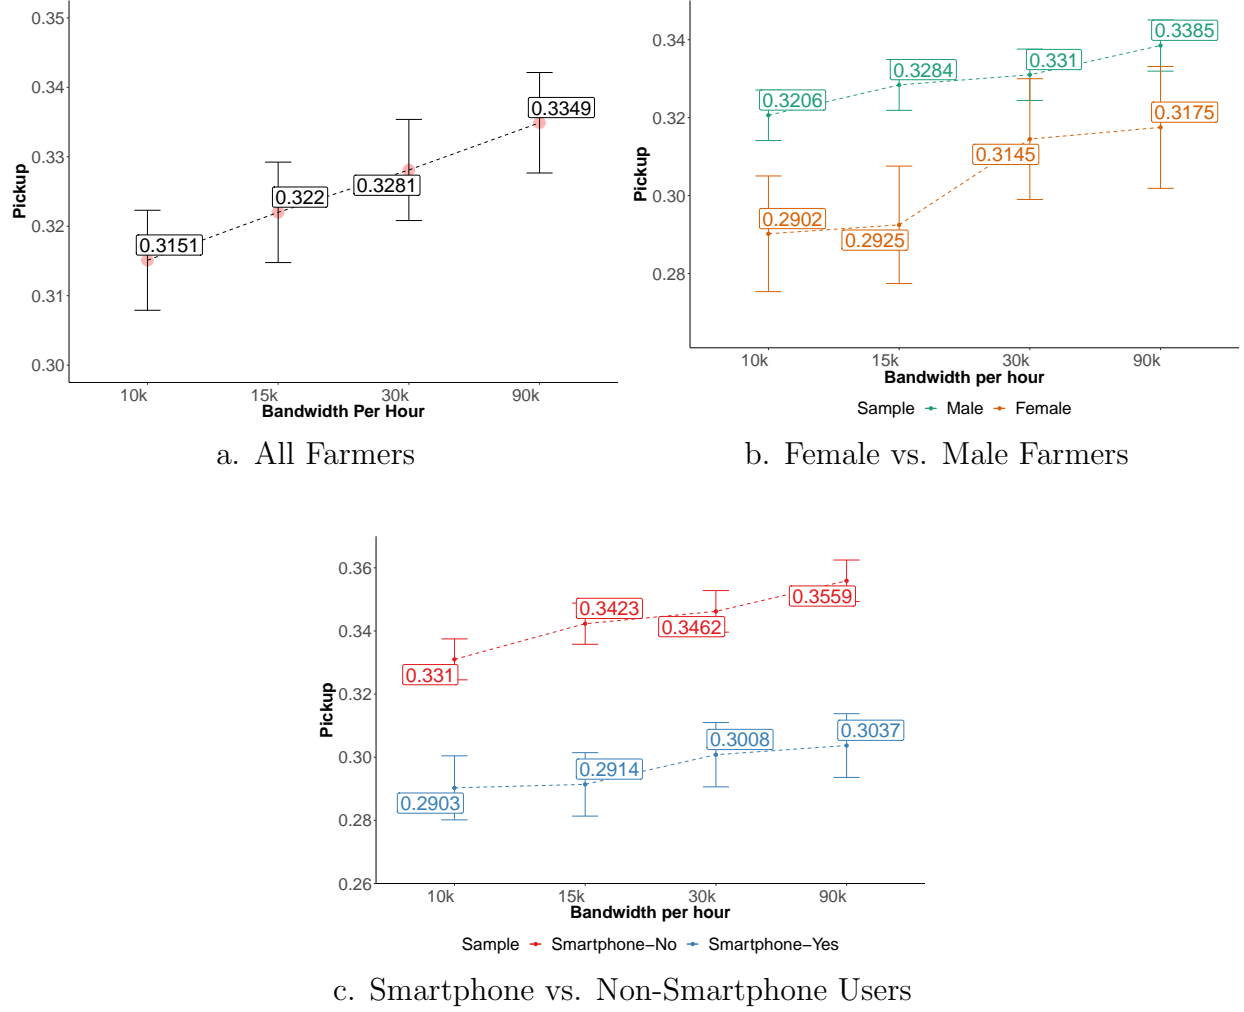 0.35
0.34
0.33
0.32
0.31
0.30
Pickup
0.3151
0.322
0.3281
0.3349
10k 15k 30k 90k
Bandwidth Per Hour
a. All Farmers
0.34
0.32
0.30
0.28
Pickup
0.3206
0.3284
0.331
0.3385
0.2902
0.2925
0.3145
0.3175
10k 15k 30k 90k
Bandwidth per hour
Sample Male Female
b. Female vs. Male Farmers
0.36
0.34
0.32
0.30
0.28
0.26
Pickup
0.331
0.3423
0.3462
0.3559
0.2903
0.2914
0.3008
0.3037
10k 15k 30k 90k
Bandwidth per hour
Sample Smartphone−No Smartphone−Yes
c. Smartphone vs. Non-Smartphone Users